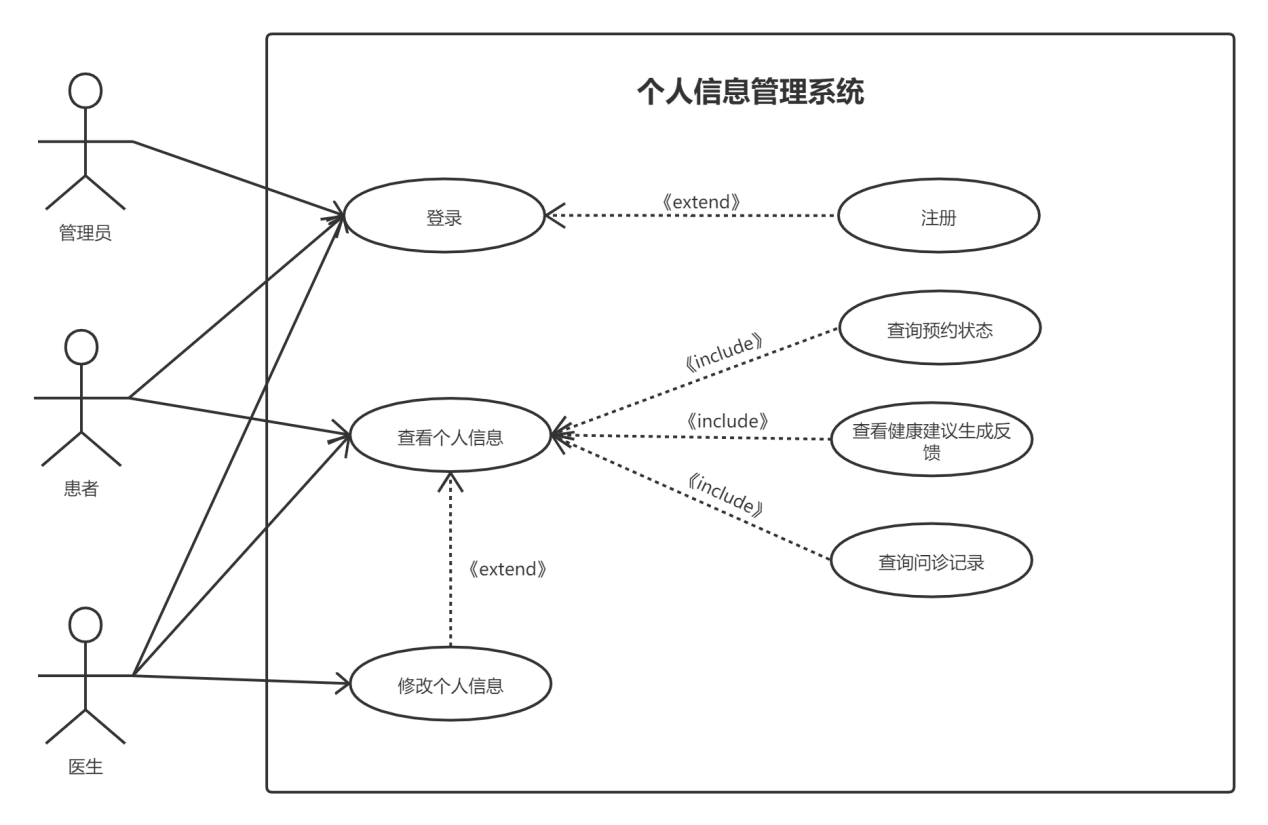 个人信息管理系统
管理员
登录
《extend》
注册
查询预约状态
《include》
患者
查看个人信息
《include》
查看健康建议生成反
馈
《include》
查询问诊记录
《extend》
医生
修改个人信息